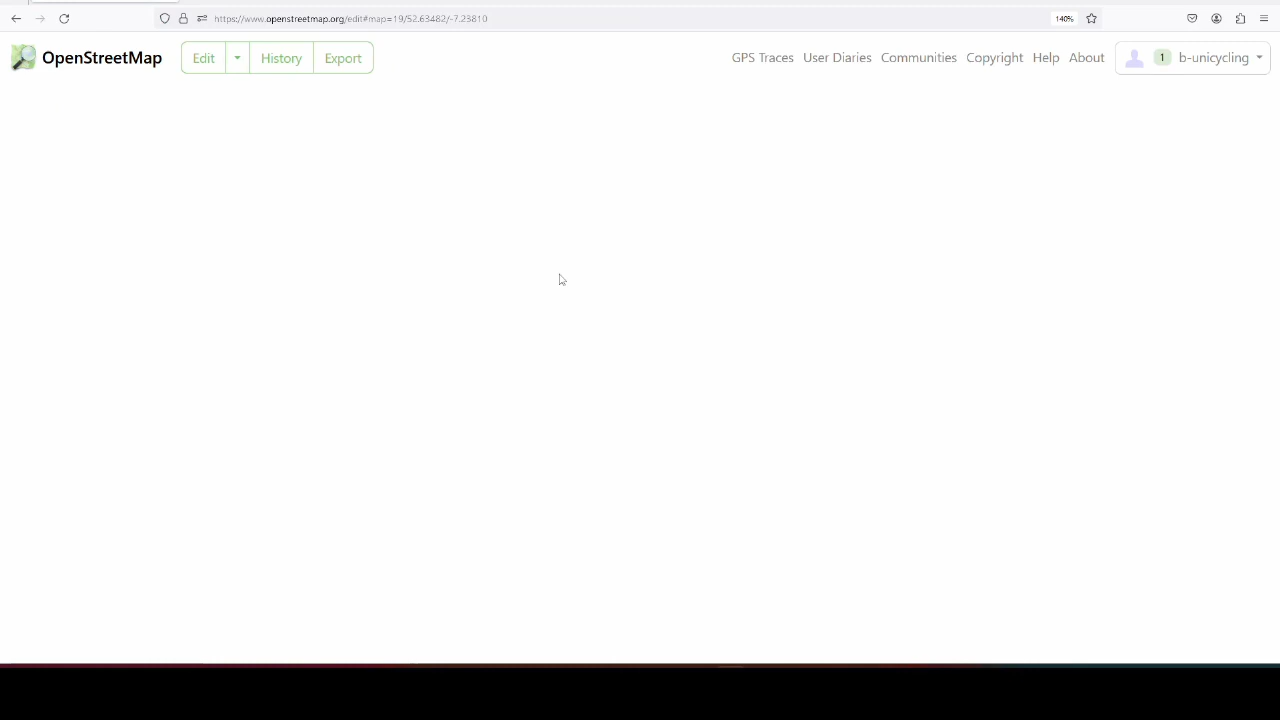 https://www.openstreetmap.org/edit#map=19/52.63482/-7.23810
140%
OpenStreetMap
Edit
History
Export
GPS Traces
User Diaries
Communities
Copyright
Help
About
1
b-unicycling